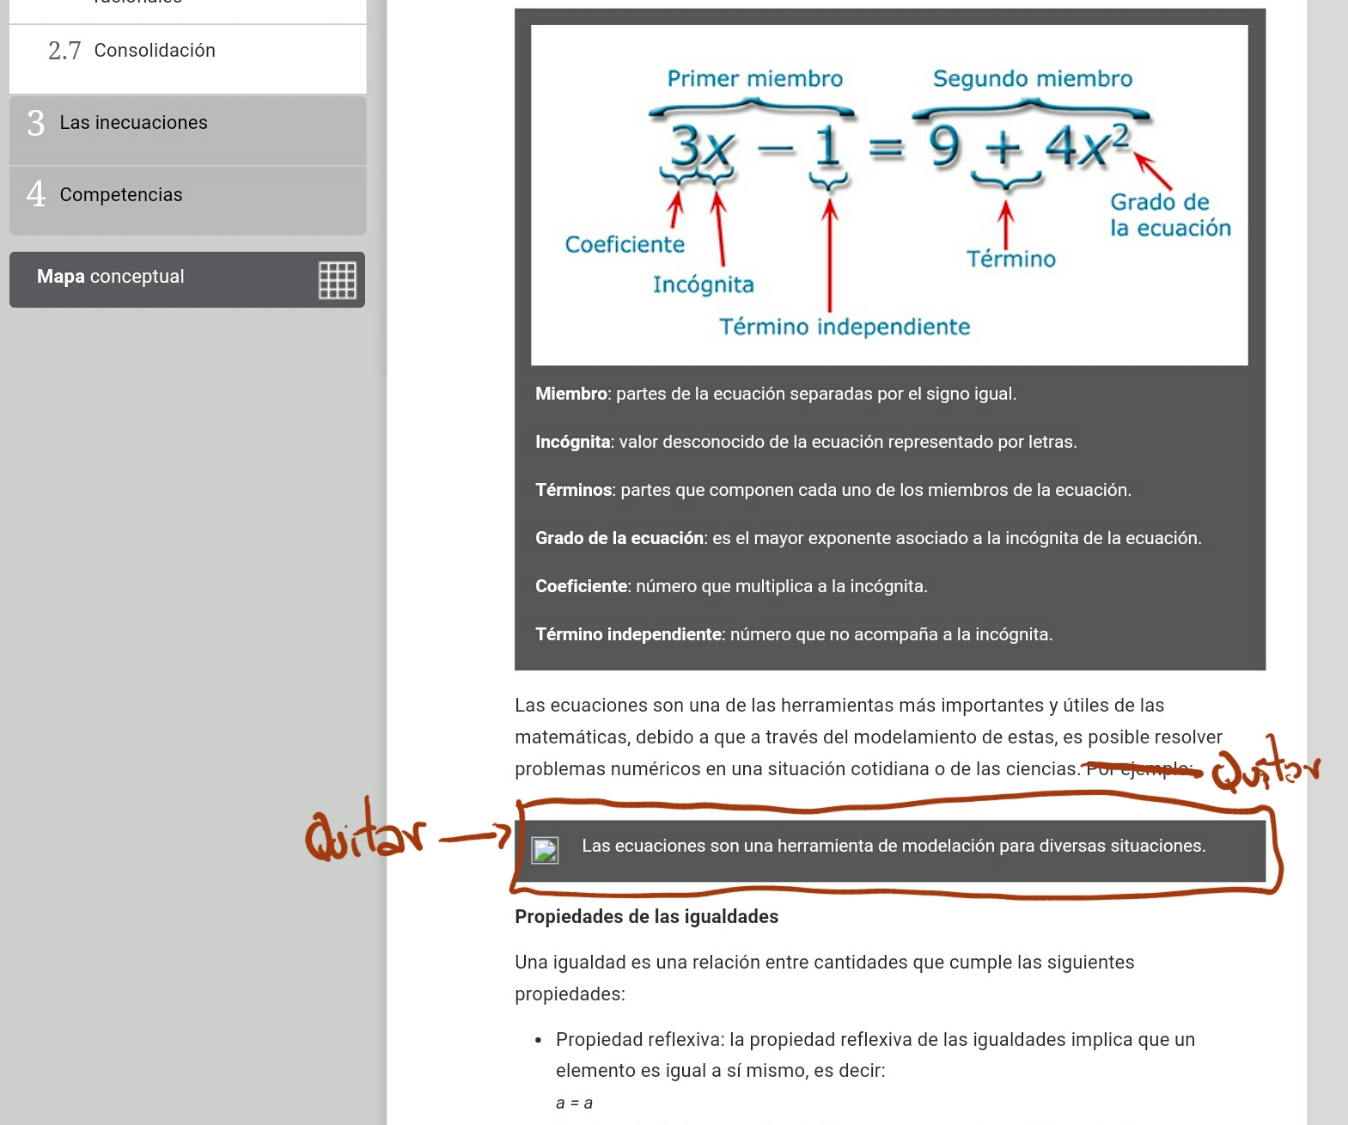 2.7 Consolidación
3 Las inecuaciones
4 Competencias
Mapa conceptual
Primer miembro Segundo miembro
3x − 1 = 9 + 4x²
Grado de
la ecuación
Coeficiente
Término
Incógnita
Término independiente
Miembro: partes de la ecuación separadas por el signo igual.
Incógnita: valor desconocido de la ecuación representado por letras.
Términos: partes que componen cada uno de los miembros de la ecuación.
Grado de la ecuación: es el mayor exponente asociado a la incógnita de la ecuación.
Coeficiente: número que multiplica a la incógnita.
Término independiente: número que no acompaña a la incógnita.
Las ecuaciones son una de las herramientas más importantes y útiles de las
matemáticas, debido a que a través del modelamiento de estas, es posible resolver
problemas numéricos en una situación cotidiana o de las ciencias. Por ejemplo:
Quitar
Quitar
Las ecuaciones son una herramienta de modelación para diversas situaciones.
Propiedades de las igualdades
Una igualdad es una relación entre cantidades que cumple las siguientes
propiedades:
• Propiedad reflexiva: la propiedad reflexiva de las igualdades implica que un
elemento es igual a sí mismo, es decir:
a = a